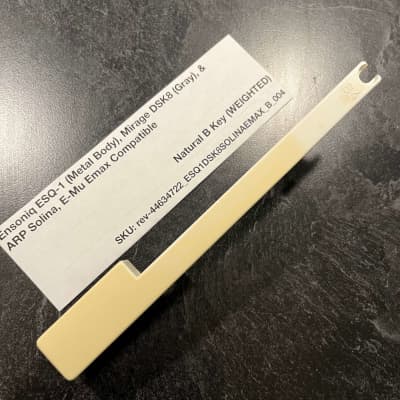 Ensoniq ESQ-1 (Metal Body), Mirage DSK8 (Gray), &
ARP Solina, E-Mu Emax Compatible
Natural B Key (WEIGHTED)
SKU: rev-44634722_ESQ1DSK8SOLINAEMAX_B_004